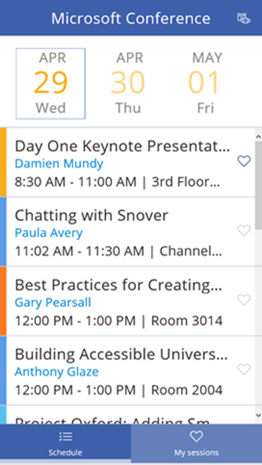 Microsoft Conference
APR APR MAY
29 30 01
Wed Thu Fri
Day One Keynote Presentat...
Damien Mundy
8:30 AM - 11:00 AM | 3rd Floor...
Chatting with Snover
Paula Avery
11:02 AM - 11:30 AM | Channel...
Best Practices for Creating...
Gary Pearsall
12:00 PM - 1:00 PM | Room 3014
Building Accessible Univers...
Anthony Glaze
12:00 PM - 1:00 PM | Room 2004
Project Oxford: Adding Sm...
Schedule My sessions